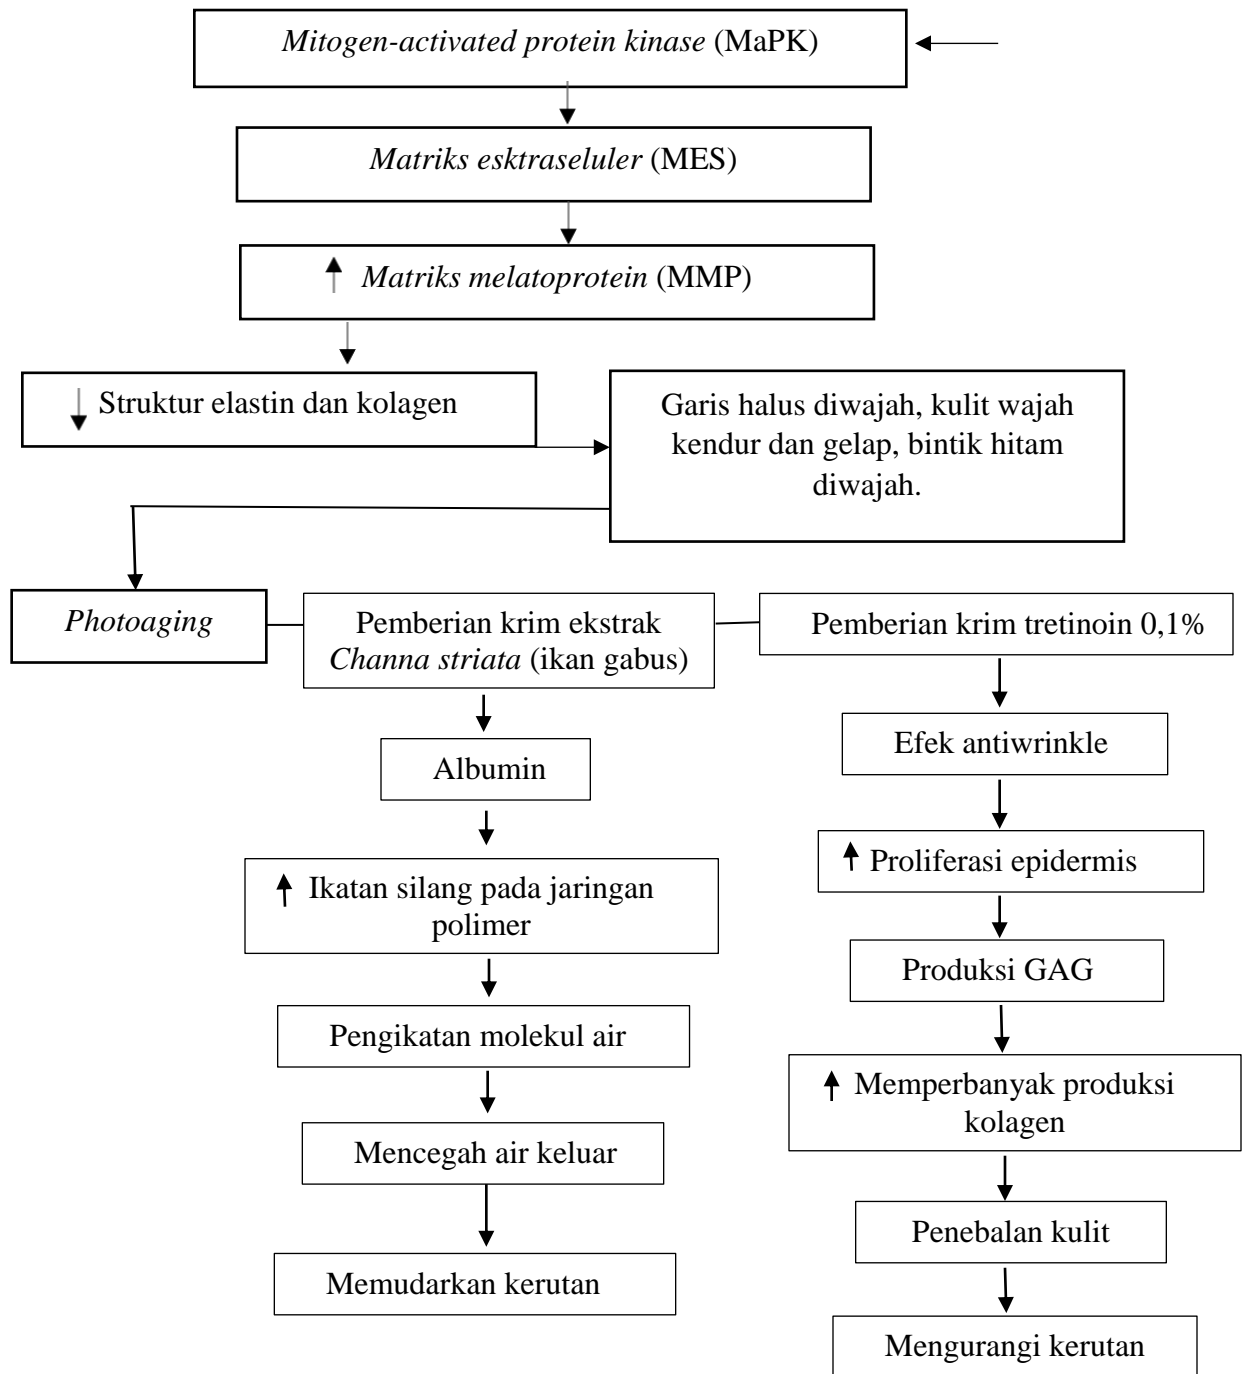 Mitogen-activated protein kinase (MaPK)
Matriks esktraseluler (MES)
Matriks melatoprotein (MMP)
Struktur elastin dan kolagen
Garis halus diwajah, kulit wajah
kendur dan gelap, bintik hitam
diwajah.
Photoaging
Pemberian krim ekstrak
Channa striata (ikan gabus)
Pemberian krim tretinoin 0,1%
Albumin
Ikatan silang pada jaringan
polimer
Pengikatan molekul air
Mencegah air keluar
Memudarkan kerutan
Efek antiwrinkle
Proliferasi epidermis
Produksi GAG
Memperbanyak produksi
kolagen
Penebalan kulit
Mengurangi kerutan